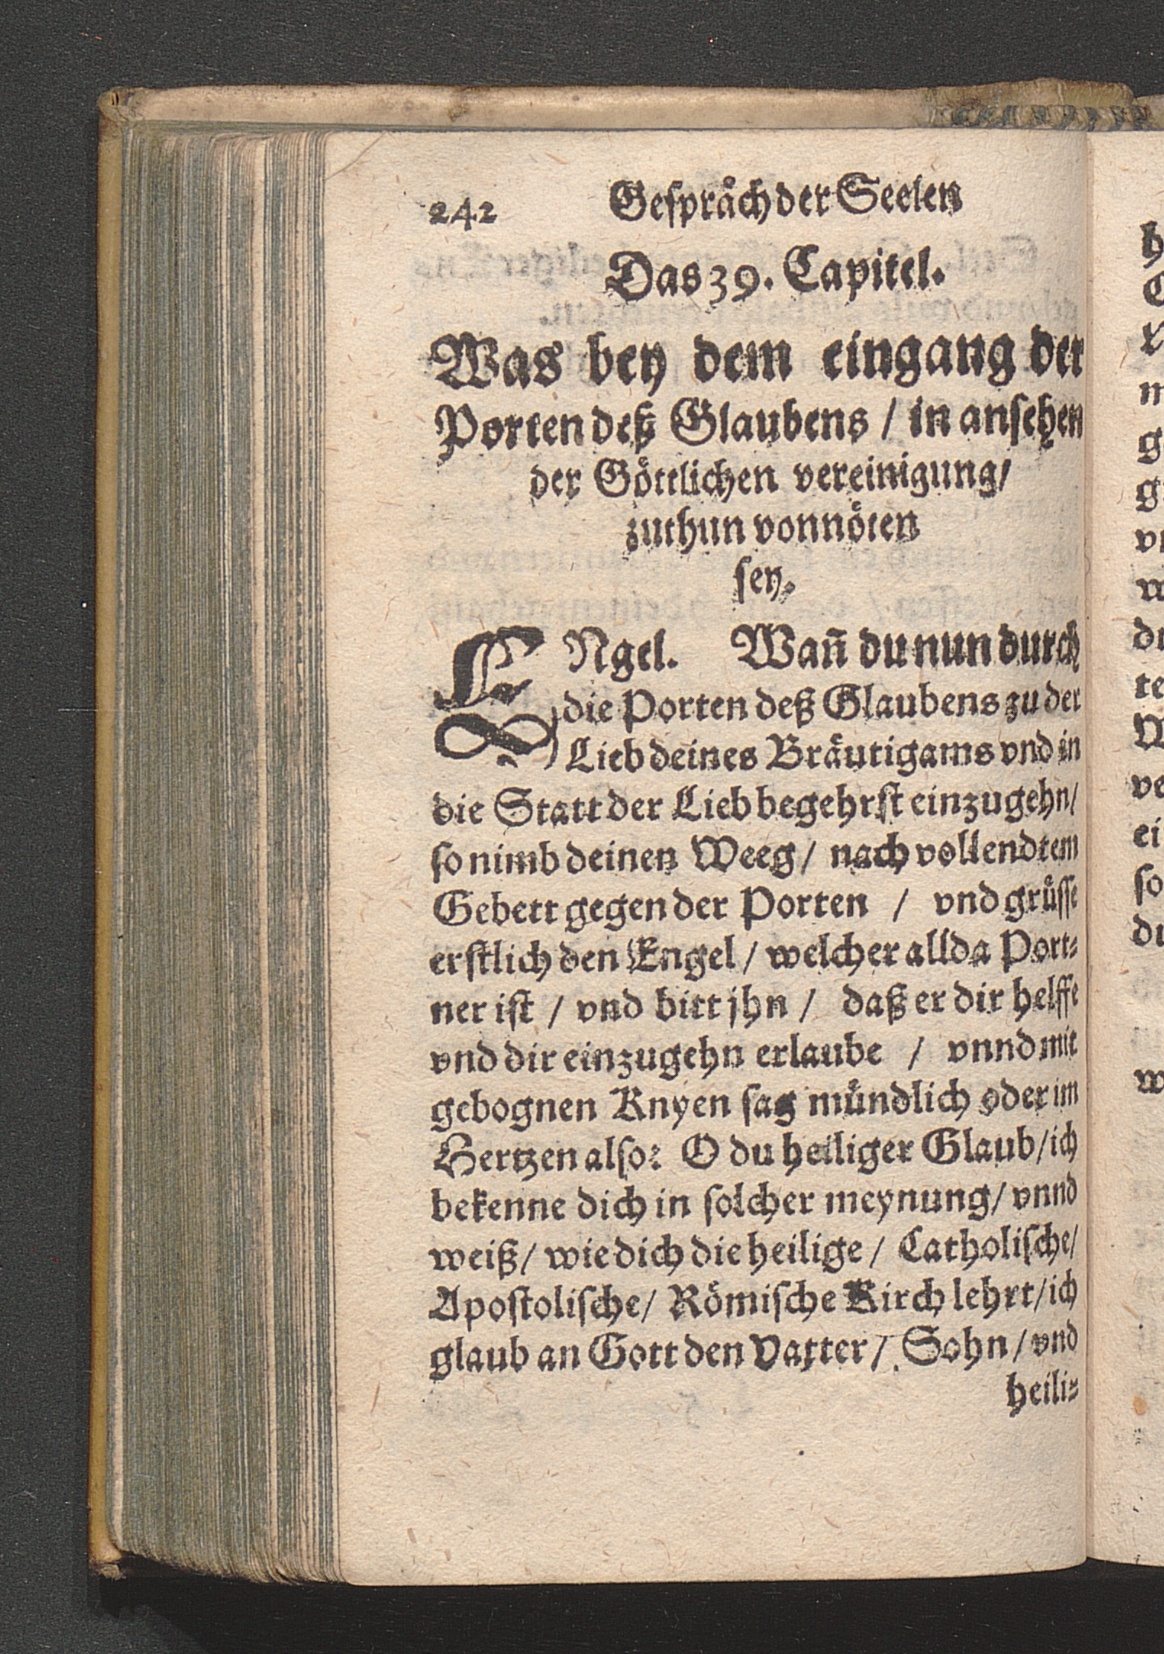 242 Gespraͤch der Seelen
Das 39. Capitel.
Was bey dem eingang der
Porten deß Glaubens / in ansehen
der Göttlichen vereinigung/
zuthun vonnöten
sey.
ENgel. Wañ du nun durch
die Porten deß Glaubens zu der
Lieb deines Bräutigams vnd in
die Statt der Lieb begehrst einzugehn/
so nimb deinen Weeg / nach vollendtem
Gebett gegen der Porten / vnd grüsse
erstlich den Engel / welcher allda Port-
ner ist / vnd bitt jhn / daß er dir helffe
vnd dir einzugehn erlaube / vnnd mit
gebognen Knyen sag mündlich oder im
Hertzen also: O du heiliger Glaub/ich
bekenne dich in solcher meynung/ vnnd
weiß/ wie dich die heilige / Catholische/
Apostolische/ Römische Kirch lehrt/ich
glaub an Gott den Vatter / Sohn / vnd
heili-